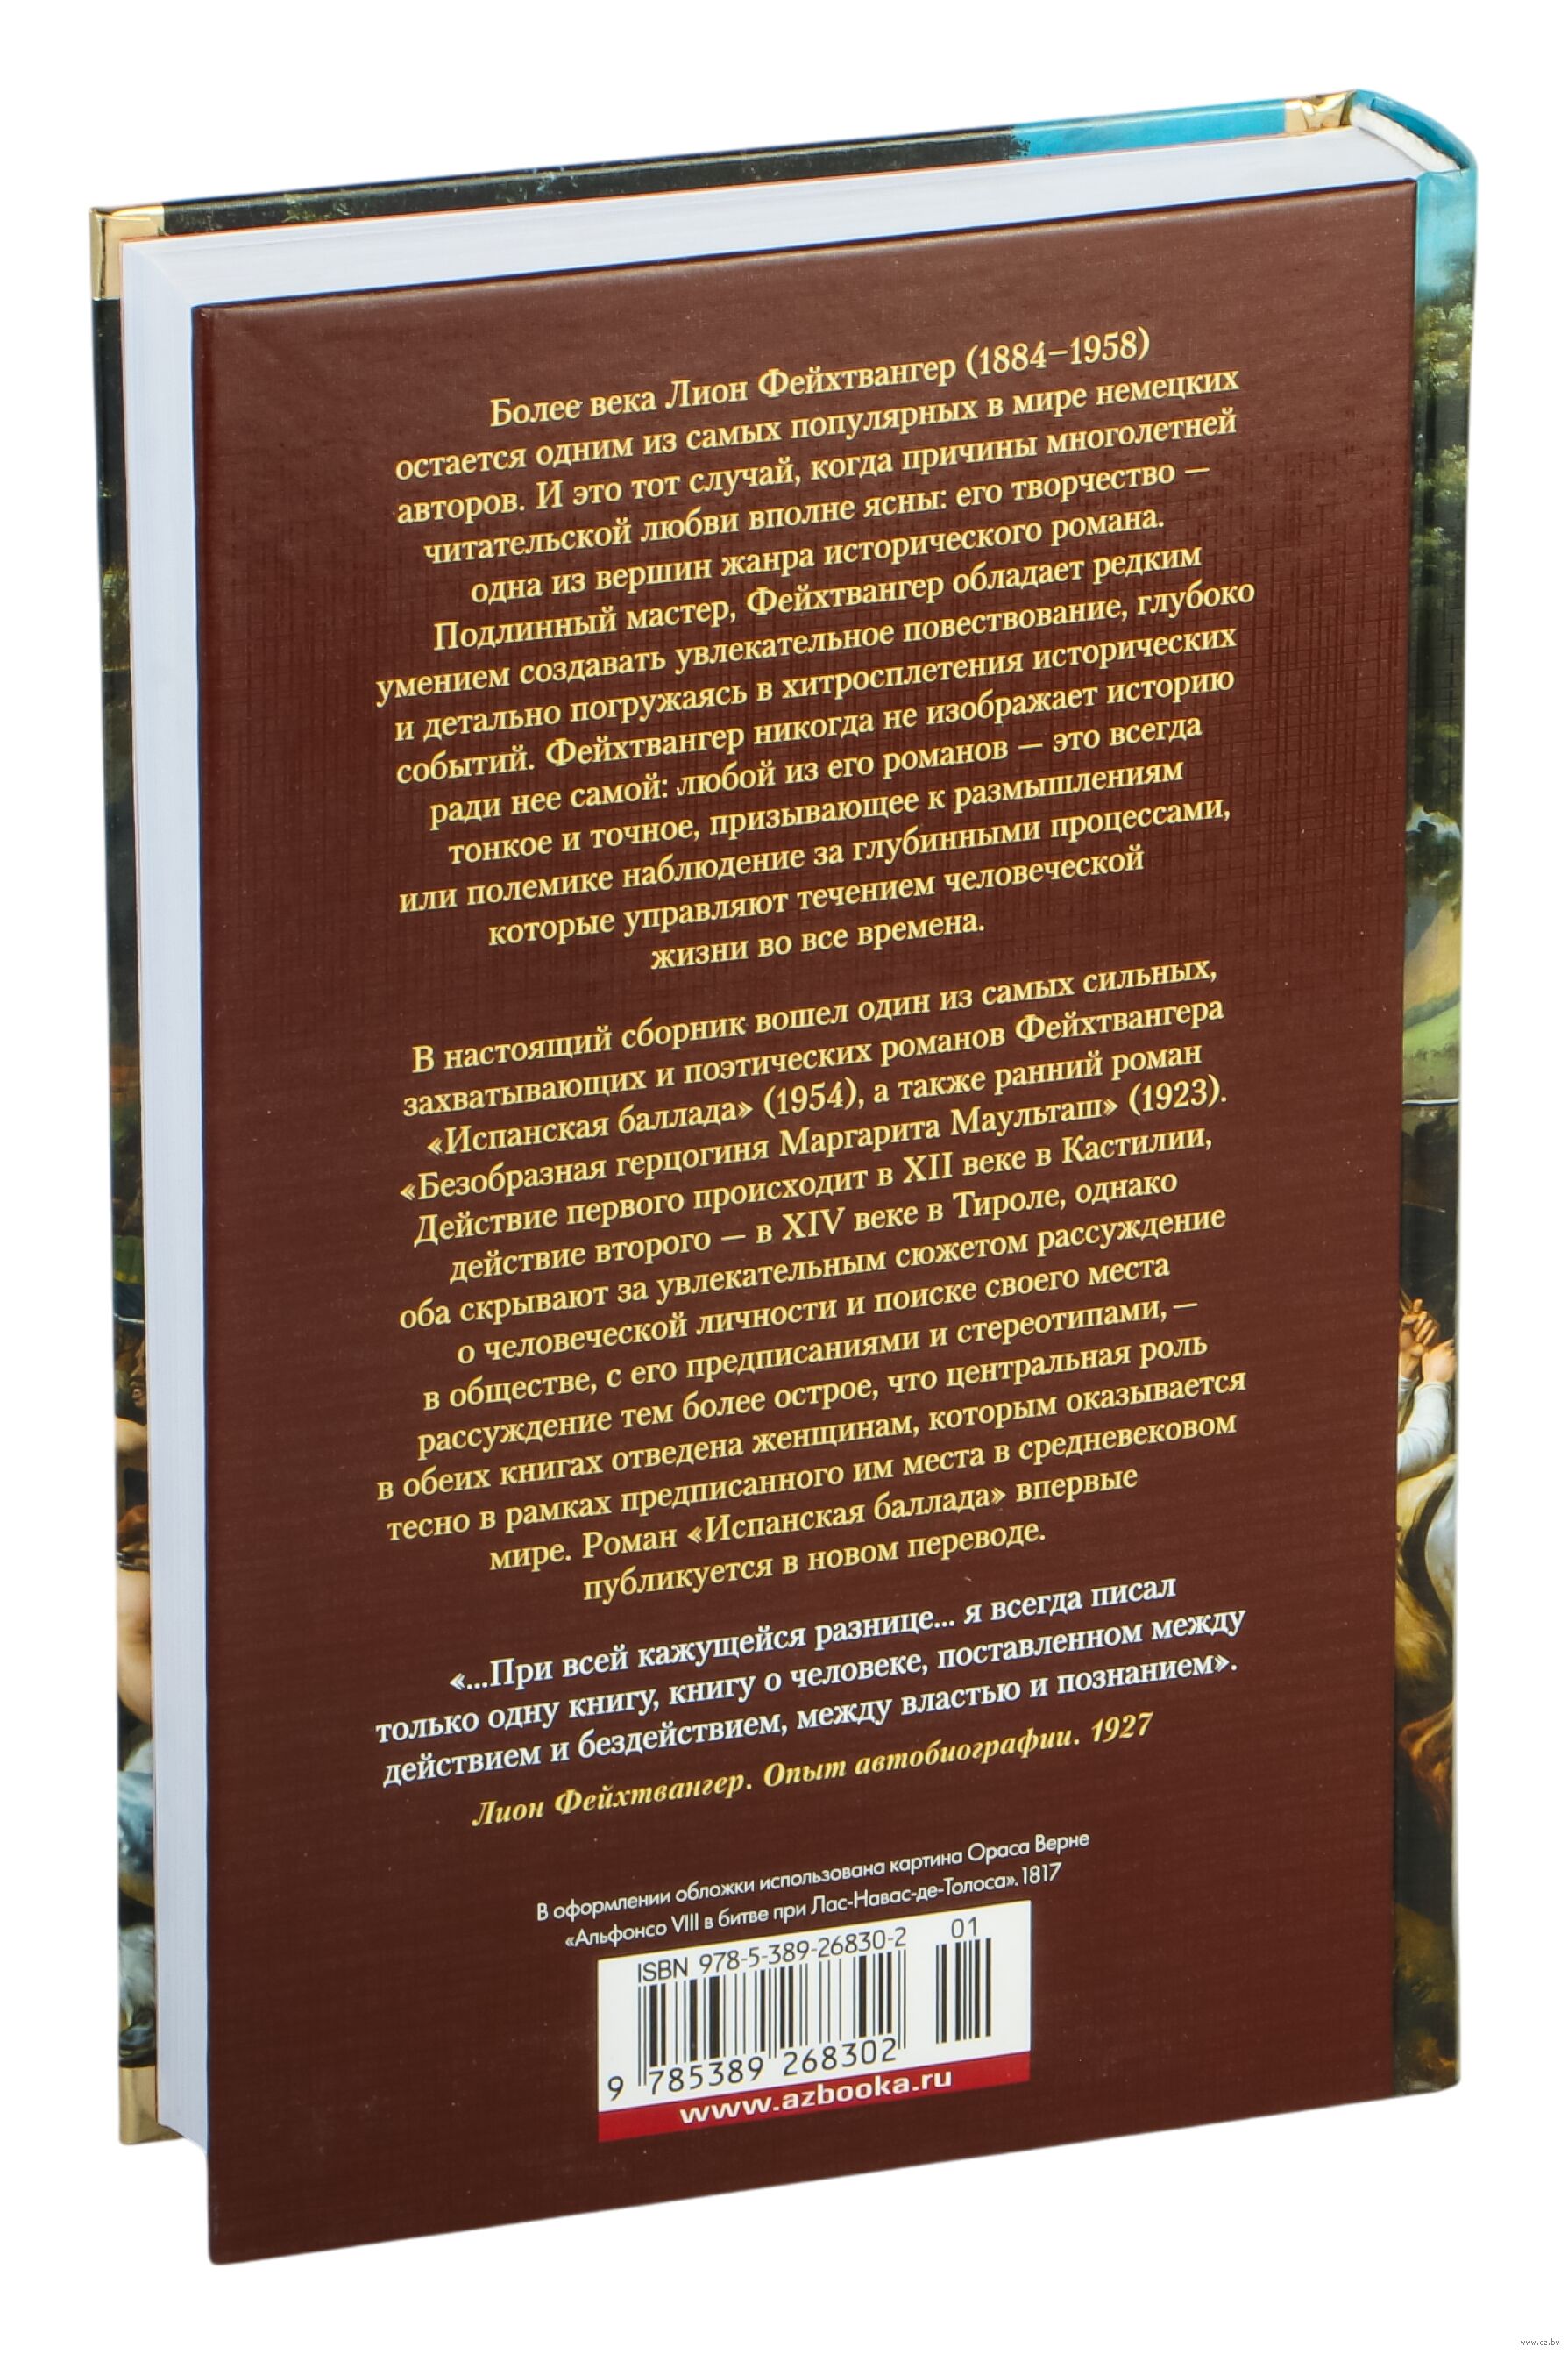 Более века Лион Фейхтвангер (1884–1958)
остается одним из самых популярных в мире немецких
авторов. И это тот случай, когда причины многолетней
читательской любви вполне ясны: его творчество —
одна из вершин жанра исторического романа.
Подлинный мастер, Фейхтвангер обладает редким
умением создавать увлекательное повествование, глубоко
и детально погружаясь в хитросплетения исторических
событий. Фейхтвангер никогда не изображает историю
ради нее самой: любой из его романов — это всегда
тонкое и точное, призывающее к размышлениям
или полемике наблюдение за глубинными процессами,
которые управляют течением человеческой
жизни во все времена.
В настоящий сборник вошел один из самых сильных,
захватывающих и поэтических романов Фейхтвангера
«Испанская баллада» (1954), а также ранний роман
«Безобразная герцогиня Маргарита Маульташ» (1923).
Действие первого происходит в XII веке в Кастилии,
действие второго — в XIV веке в Тироле, однако
оба скрывают за увлекательным сюжетом рассуждение
о человеческой личности и поиске своего места
в обществе, с его предписаниями и стереотипами, —
рассуждение тем более острое, что центральная роль
в обеих книгах отведена женщинам, которым оказывается
тесно в рамках предписанного им места в средневековом
мире. Роман «Испанская баллада» впервые
публикуется в новом переводе.
«...При всей кажущейся разнице... я всегда писал
только одну книгу, книгу о человеке, поставленном между
действием и бездействием, между властью и познанием».
Лион Фейхтвангер. Опыт автобиографии. 1927
В оформлении обложки использована картина Ораса Верне
«Альфонсо VIII в битве при Лас-Навас-де-Толоса». 1817
ISBN 978-5-389-26830-2 01
9 785389 268302
www.azbooka.ru
www.oz.by